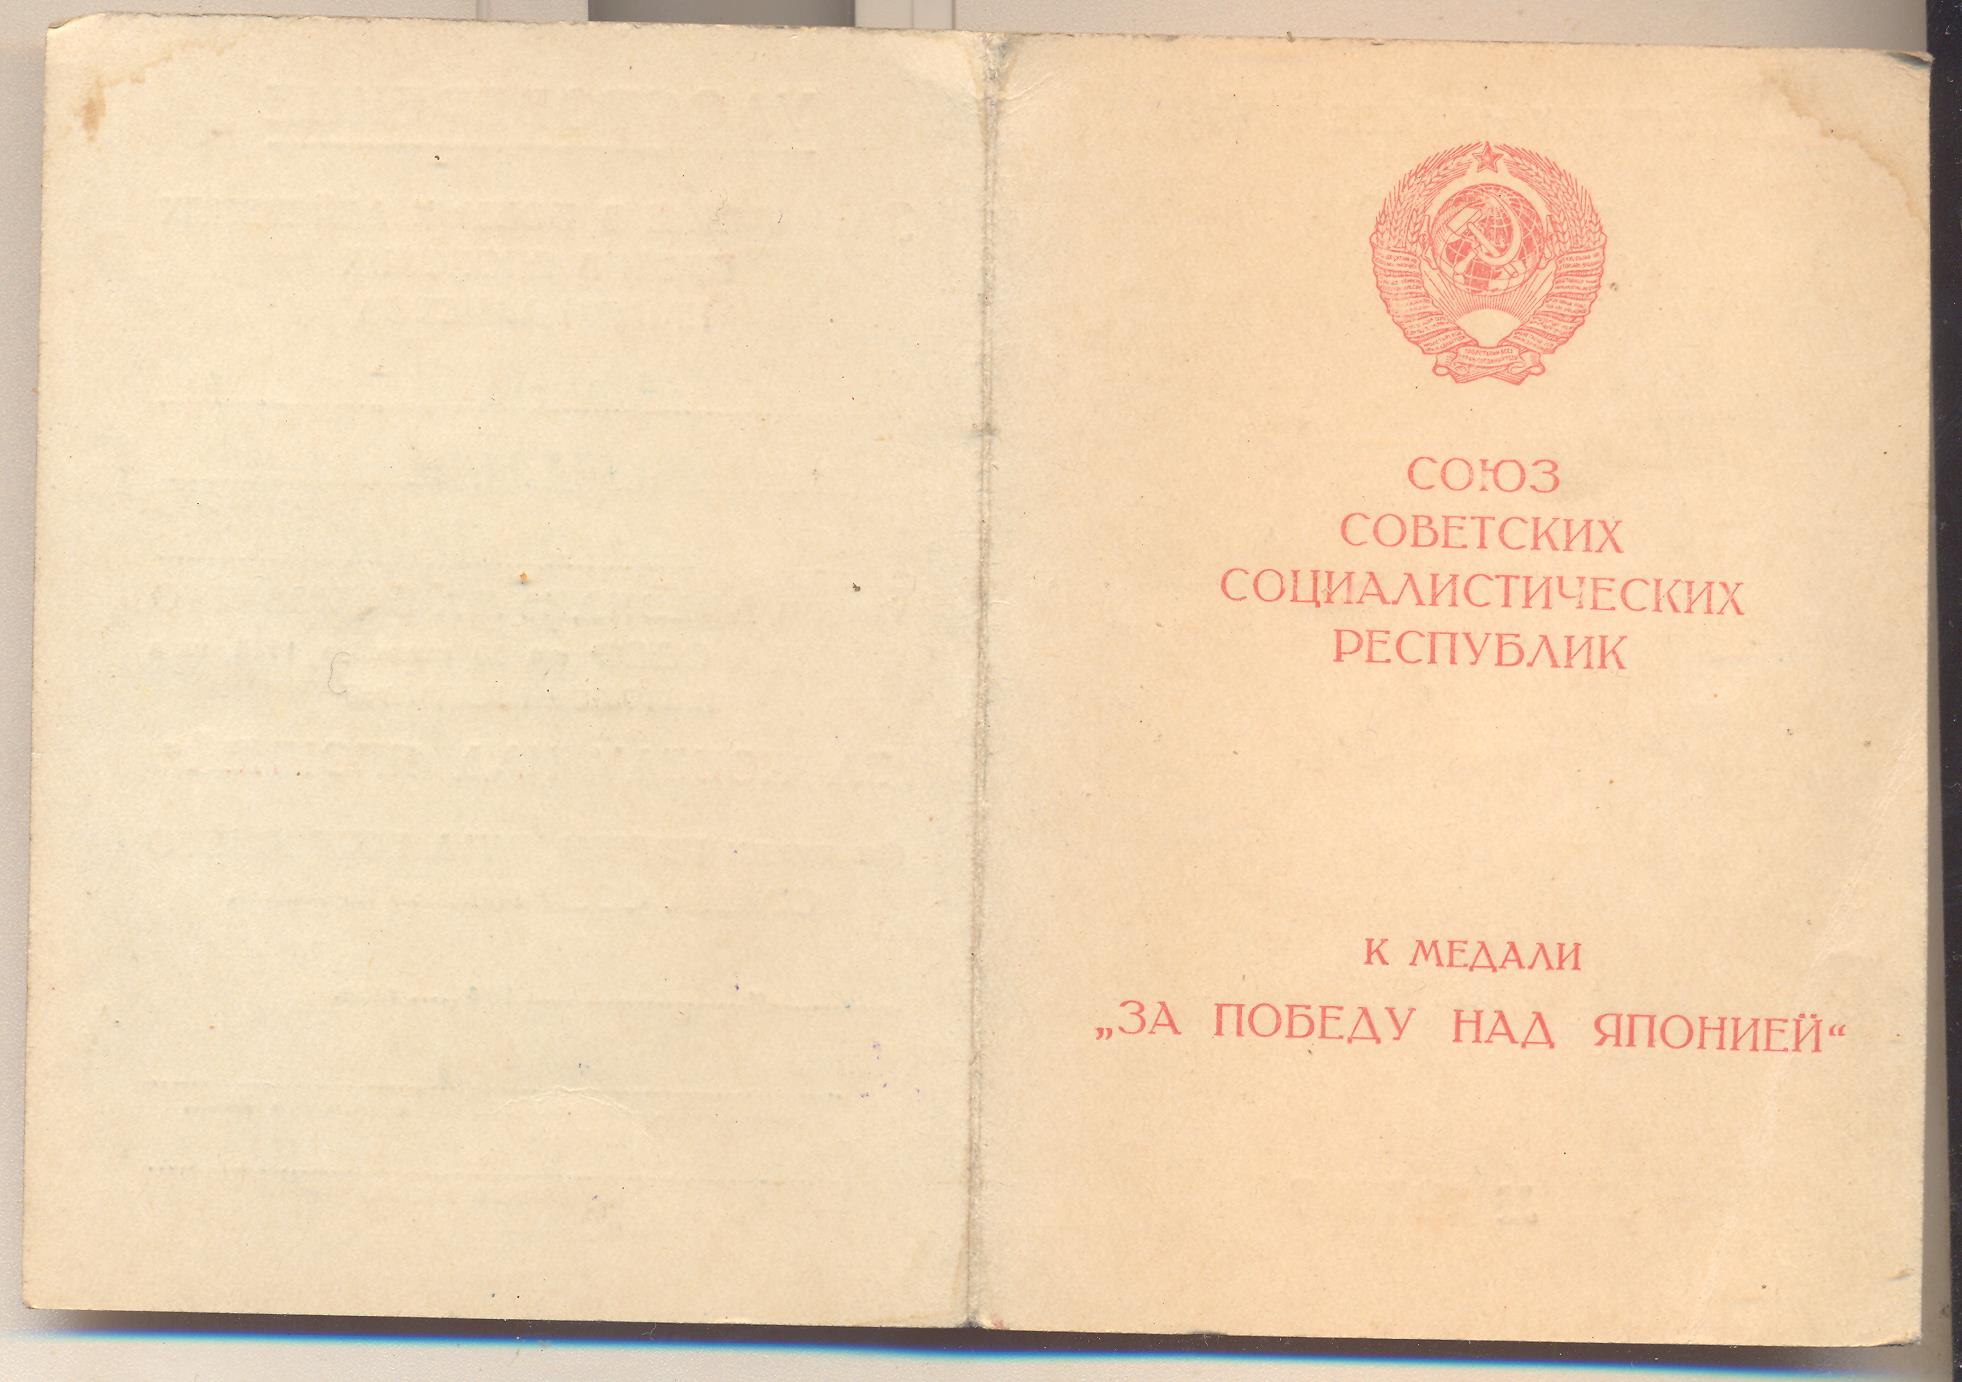 СОЮЗ
СОВЕТСКИХ
СОЦИАЛИСТИЧЕСКИХ
РЕСПУБЛИК
К МЕДАЛИ
„ЗА ПОБЕДУ НАД ЯПОНИЕЙ“